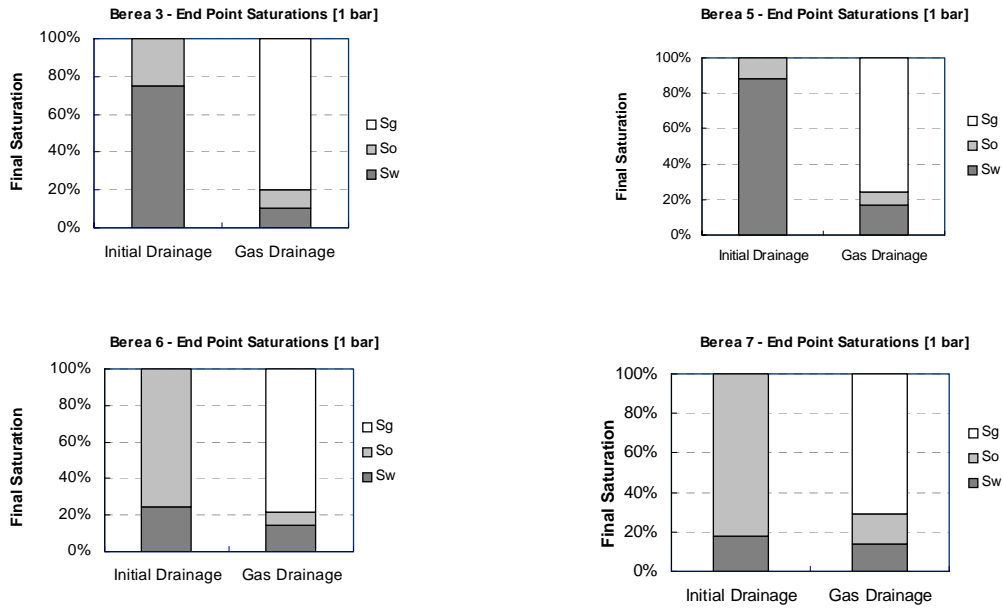 Berea 3 - End Point Saturations [1 bar]
Final Saturation
100%
80%
60%
40%
20%
0%
Initial Drainage Gas Drainage
Sg
So
Sw
Berea 5 - End Point Saturations [1 bar]
Final Saturation
100%
80%
60%
40%
20%
0%
Initial Drainage Gas Drainage
Sg
So
Sw
Berea 6 - End Point Saturations [1 bar]
Final Saturation
100%
80%
60%
40%
20%
0%
Initial Drainage Gas Drainage
Sg
So
Sw
Berea 7 - End Point Saturations [1 bar]
Final Saturation
100%
80%
60%
40%
20%
0%
Initial Drainage Gas Drainage
Sg
So
Sw